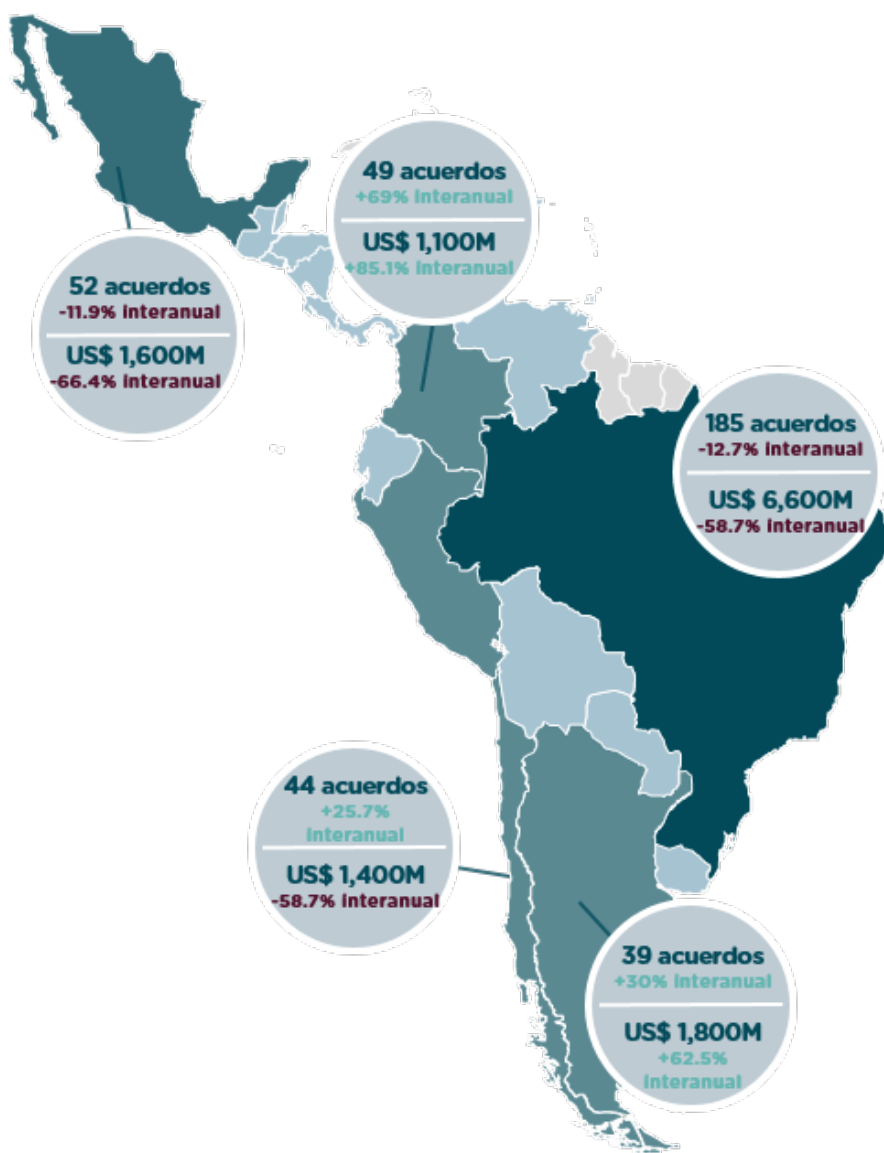 49 acuerdos
+69% Interanual
US$ 1,100M
+85.1% Interanual
52 acuerdos
-11.9% Interanual
US$ 1,600M
-66.4% Interanual
185 acuerdos
-12.7% Interanual
US$ 6,600M
-58.7% Interanual
44 acuerdos
+25.7%
Interanual
US$ 1,400M
-58.7% Interanual
39 acuerdos
+30% Interanual
US$ 1,800M
+62.5%
Interanual